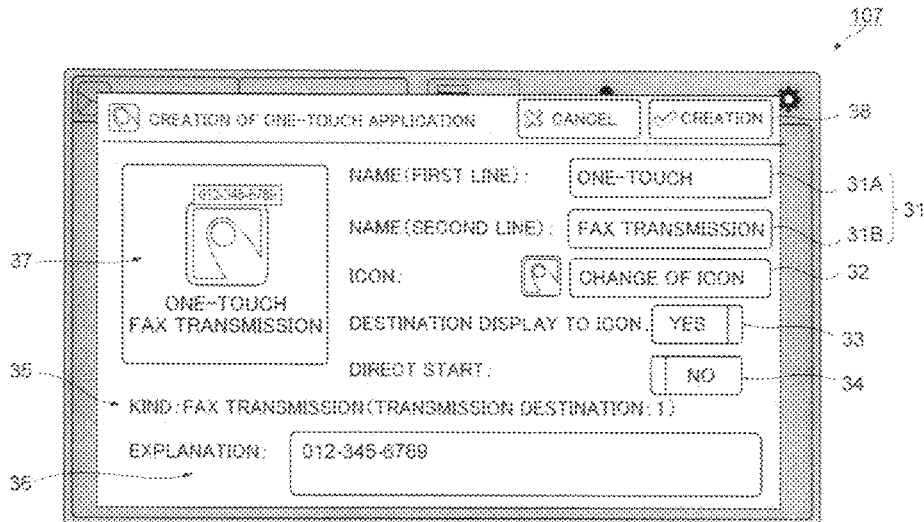 107
CREATION OF ONE-TOUCH APPLICATION
CANCEL
CREATION
38
NAME(FIRST LINE):
ONE-TOUCH
31A
31
NAME(SECOND LINE):
FAX TRANSMISSION
31B
012-345-6789
37
ICON:
CHANGE OF ICON
32
ONE-TOUCH
FAX TRANSMISSION
DESTINATION DISPLAY TO ICON:
YES
33
DIRECT START:
NO
34
35
KIND:FAX TRANSMISSION(TRANSMISSION DESTINATION:1)
EXPLANATION:
012-345-6789
36